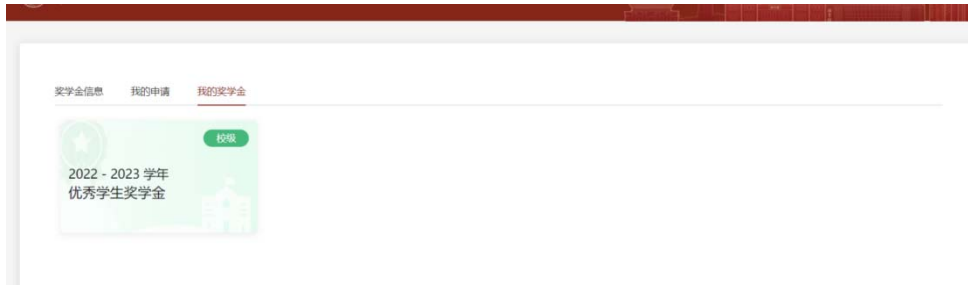 奖学金信息
我的申请
我的奖学金
校级
2022 - 2023 学年
优秀学生奖学金